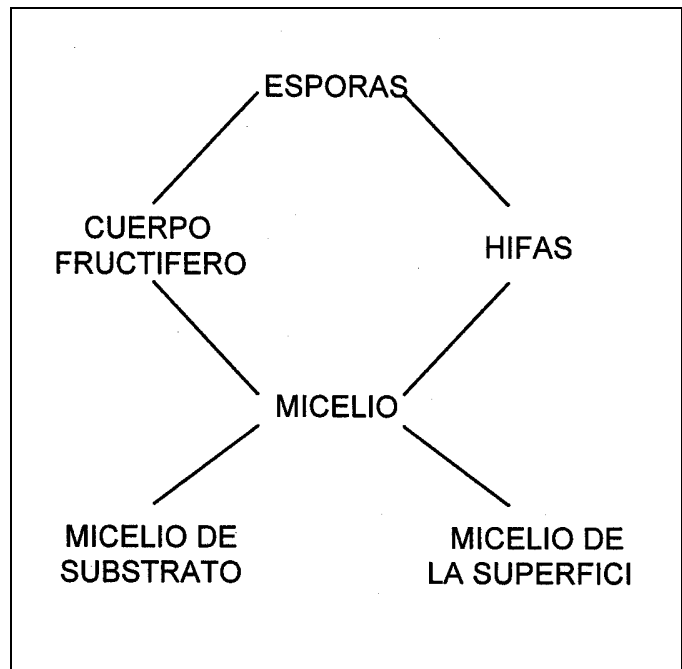 ESPORAS
CUERPO
FRUCTIFERO
HIFAS
MICELIO
MICELIO DE
SUBSTRATO
MICELIO DE
LA SUPERFICI